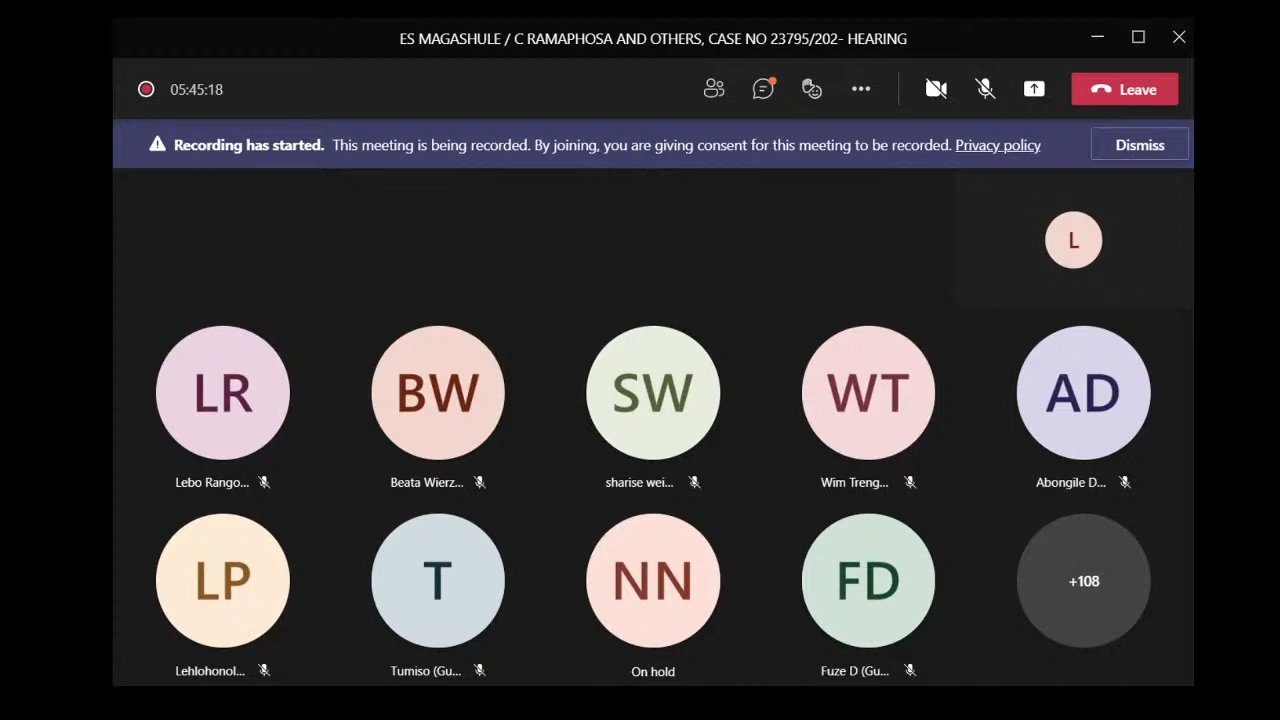 ES MAGASHULE / C RAMAPHOSA AND OTHERS, CASE NO 23795/202- HEARING
05:45:18
Leave
Recording has started. This meeting is being recorded. By joining, you are giving consent for this meeting to be recorded. Privacy policy
Dismiss
L
LR BW SW WT AD
Lebo Rango... Beata Wierz... sharise wei... Wim Treng... Abongile D...
LP T NN FD +108
Lehlohonol... Tumiso (Gu... On hold Fuze D (Gu...